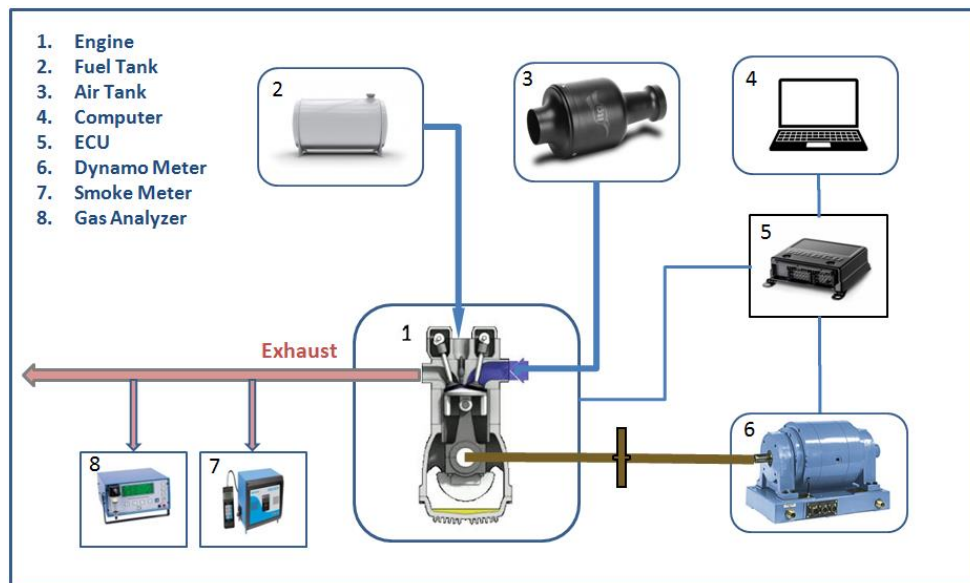 1. Engine
2. Fuel Tank
3. Air Tank
4. Computer
5. ECU
6. Dynamo Meter
7. Smoke Meter
8. Gas Analyzer
2
3
4
5
1
Exhaust
6
8
7